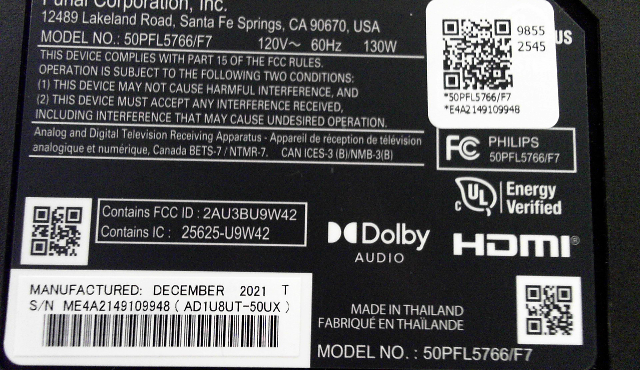 Funai Corporation, Inc.
12489 Lakeland Road, Santa Fe Springs, CA 90670, USA
MODEL NO.: 50PFL5766/F7 120V～ 60Hz 130W
THIS DEVICE COMPLIES WITH PART 15 OF THE FCC RULES.
OPERATION IS SUBJECT TO THE FOLLOWING TWO CONDITIONS:
(1) THIS DEVICE MAY NOT CAUSE HARMFUL INTERFERENCE, AND
(2) THIS DEVICE MUST ACCEPT ANY INTERFERENCE RECEIVED,
INCLUDING INTERFERENCE THAT MAY CAUSE UNDESIRED OPERATION.
Analog and Digital Television Receiving Apparatus - Appareil de réception de télévision
analogique et numérique, Canada BETS-7 / NTMR-7. CAN ICES-3 (B)/NMB-3(B)
9855
2545
US
*50PFL5766/F7
*E4A2149109948
FC PHILIPS
50PFL5766/F7
c UL Energy
Verified
Contains FCC ID : 2AU3BU9W42
Contains IC : 25625-U9W42
Dolby
AUDIO
HDMI®
MANUFACTURED: DECEMBER 2021 T
S/N ME4A2149109948 ( AD1U8UT-50UX )
MADE IN THAILAND
FABRIQUÉ EN THAÏLANDE
MODEL NO. : 50PFL5766/F7